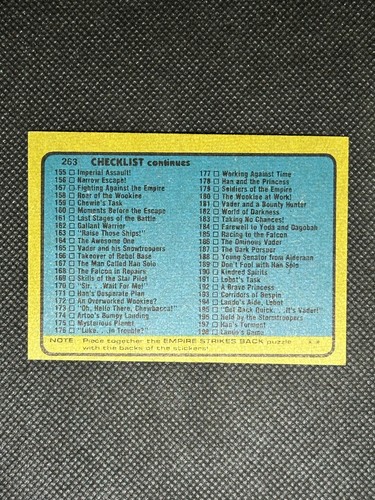 263 CHECKLIST continues
155 □ Imperial Assault!
156 □ Narrow Escape!
157 □ Fighting Against the Empire
158 □ Roar of the Wookiee
159 □ Chewie's Task
160 □ Moments Before the Escape
161 □ Last Stages of the Battle
162 □ Gallant Warrior
163 □ "Raise Those Ships!"
164 □ The Awesome One
165 □ Vader and his Snowtroopers
166 □ Takeover of Rebel Base
167 □ The Man Called Han Solo
168 □ The Falcon in Repairs
169 □ Skills of the Star Pilot
170 □ "Sir... Wait For Me!"
171 □ Han's Desperate Plan
172 □ An Overworked Wookiee?
173 □ "Oh, Hello There, Chewbacca!"
174 □ Artoo's Bumpy Landing
175 □ Mysterious Planet
176 □ "Luke... In Trouble?"
177 □ Working Against Time
178 □ Han and the Princess
179 □ Soldiers of the Empire
180 □ The Wookiee at Work!
181 □ Vader and a Bounty Hunter
182 □ World of Darkness
183 □ Taking No Chances!
184 □ Farewell to Yoda and Dagobah
185 □ Racing to the Falcon
186 □ The Ominous Vader
187 □ The Dark Pursuer
188 □ Young Senator from Alderaan
189 □ Don't Fool with Han Solo
190 □ Kindred Spirits
191 □ Lobot's Task
192 □ A Brave Princess
193 □ Corridors of Bespin
194 □ Lando's Aide, Lobot
195 □ "Get Back Quick... It's Vader!"
196 □ Held by the Stormtroopers
197 □ Han's Torment
198 □ Lando's Game
NOTE: Piece together the EMPIRE STRIKES BACK puzzle
with the backs of the stickers!